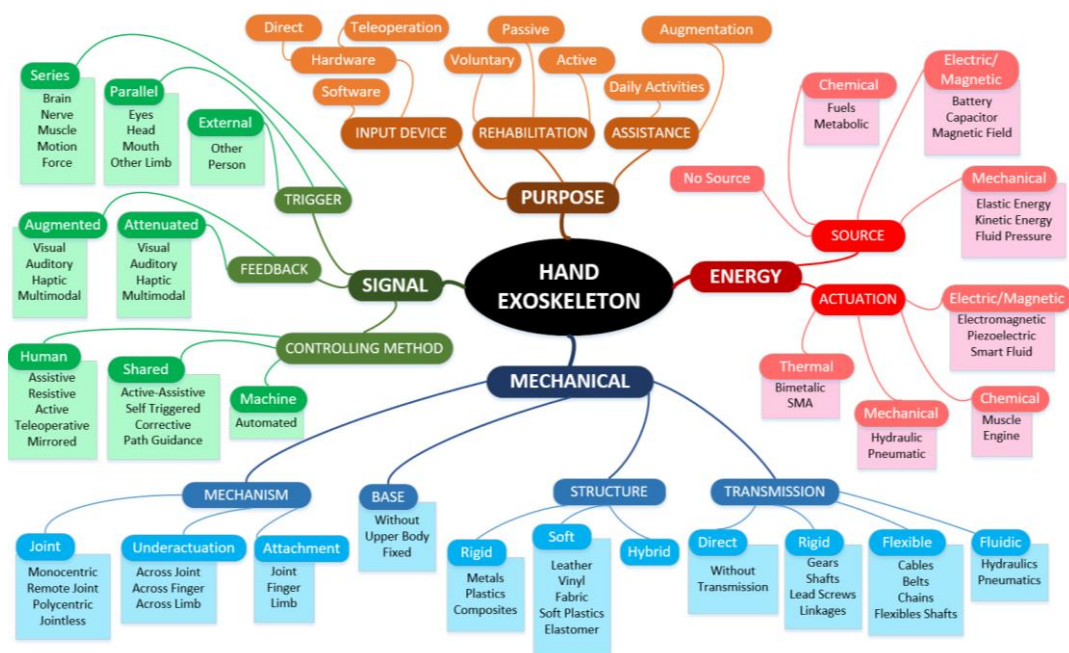 HAND
EXOSKELETON
PURPOSE
INPUT DEVICE
Software
Hardware
Direct
Teleoperation
REHABILITATION
Voluntary
Passive
Active
ASSISTANCE
Daily Activities
Augmentation
ENERGY
SOURCE
No Source
Chemical
Fuels
Metabolic
Electric/
Magnetic
Battery
Capacitor
Magnetic Field
Mechanical
Elastic Energy
Kinetic Energy
Fluid Pressure
ACTUATION
Thermal
Bimetalic
SMA
Mechanical
Hydraulic
Pneumatic
Chemical
Muscle
Engine
Electric/Magnetic
Electromagnetic
Piezoelectric
Smart Fluid
SIGNAL
TRIGGER
Series
Brain
Nerve
Muscle
Motion
Force
Parallel
Eyes
Head
Mouth
Other Limb
External
Other
Person
FEEDBACK
Augmented
Visual
Auditory
Haptic
Multimodal
Attenuated
Visual
Auditory
Haptic
Multimodal
CONTROLLING METHOD
Human
Assistive
Resistive
Active
Teleoperative
Mirrored
Shared
Active-Assistive
Self Triggered
Corrective
Path Guidance
Machine
Automated
MECHANICAL
MECHANISM
Joint
Monocentric
Remote Joint
Polycentric
Jointless
Underactuation
Across Joint
Across Finger
Across Limb
Attachment
Joint
Finger
Limb
BASE
Without
Upper Body
Fixed
STRUCTURE
Rigid
Metals
Plastics
Composites
Soft
Leather
Vinyl
Fabric
Soft Plastics
Elastomer
Hybrid
TRANSMISSION
Direct
Without
Transmission
Rigid
Gears
Shafts
Lead Screws
Linkages
Flexible
Cables
Belts
Chains
Flexibles Shafts
Fluidic
Hydraulics
Pneumatics